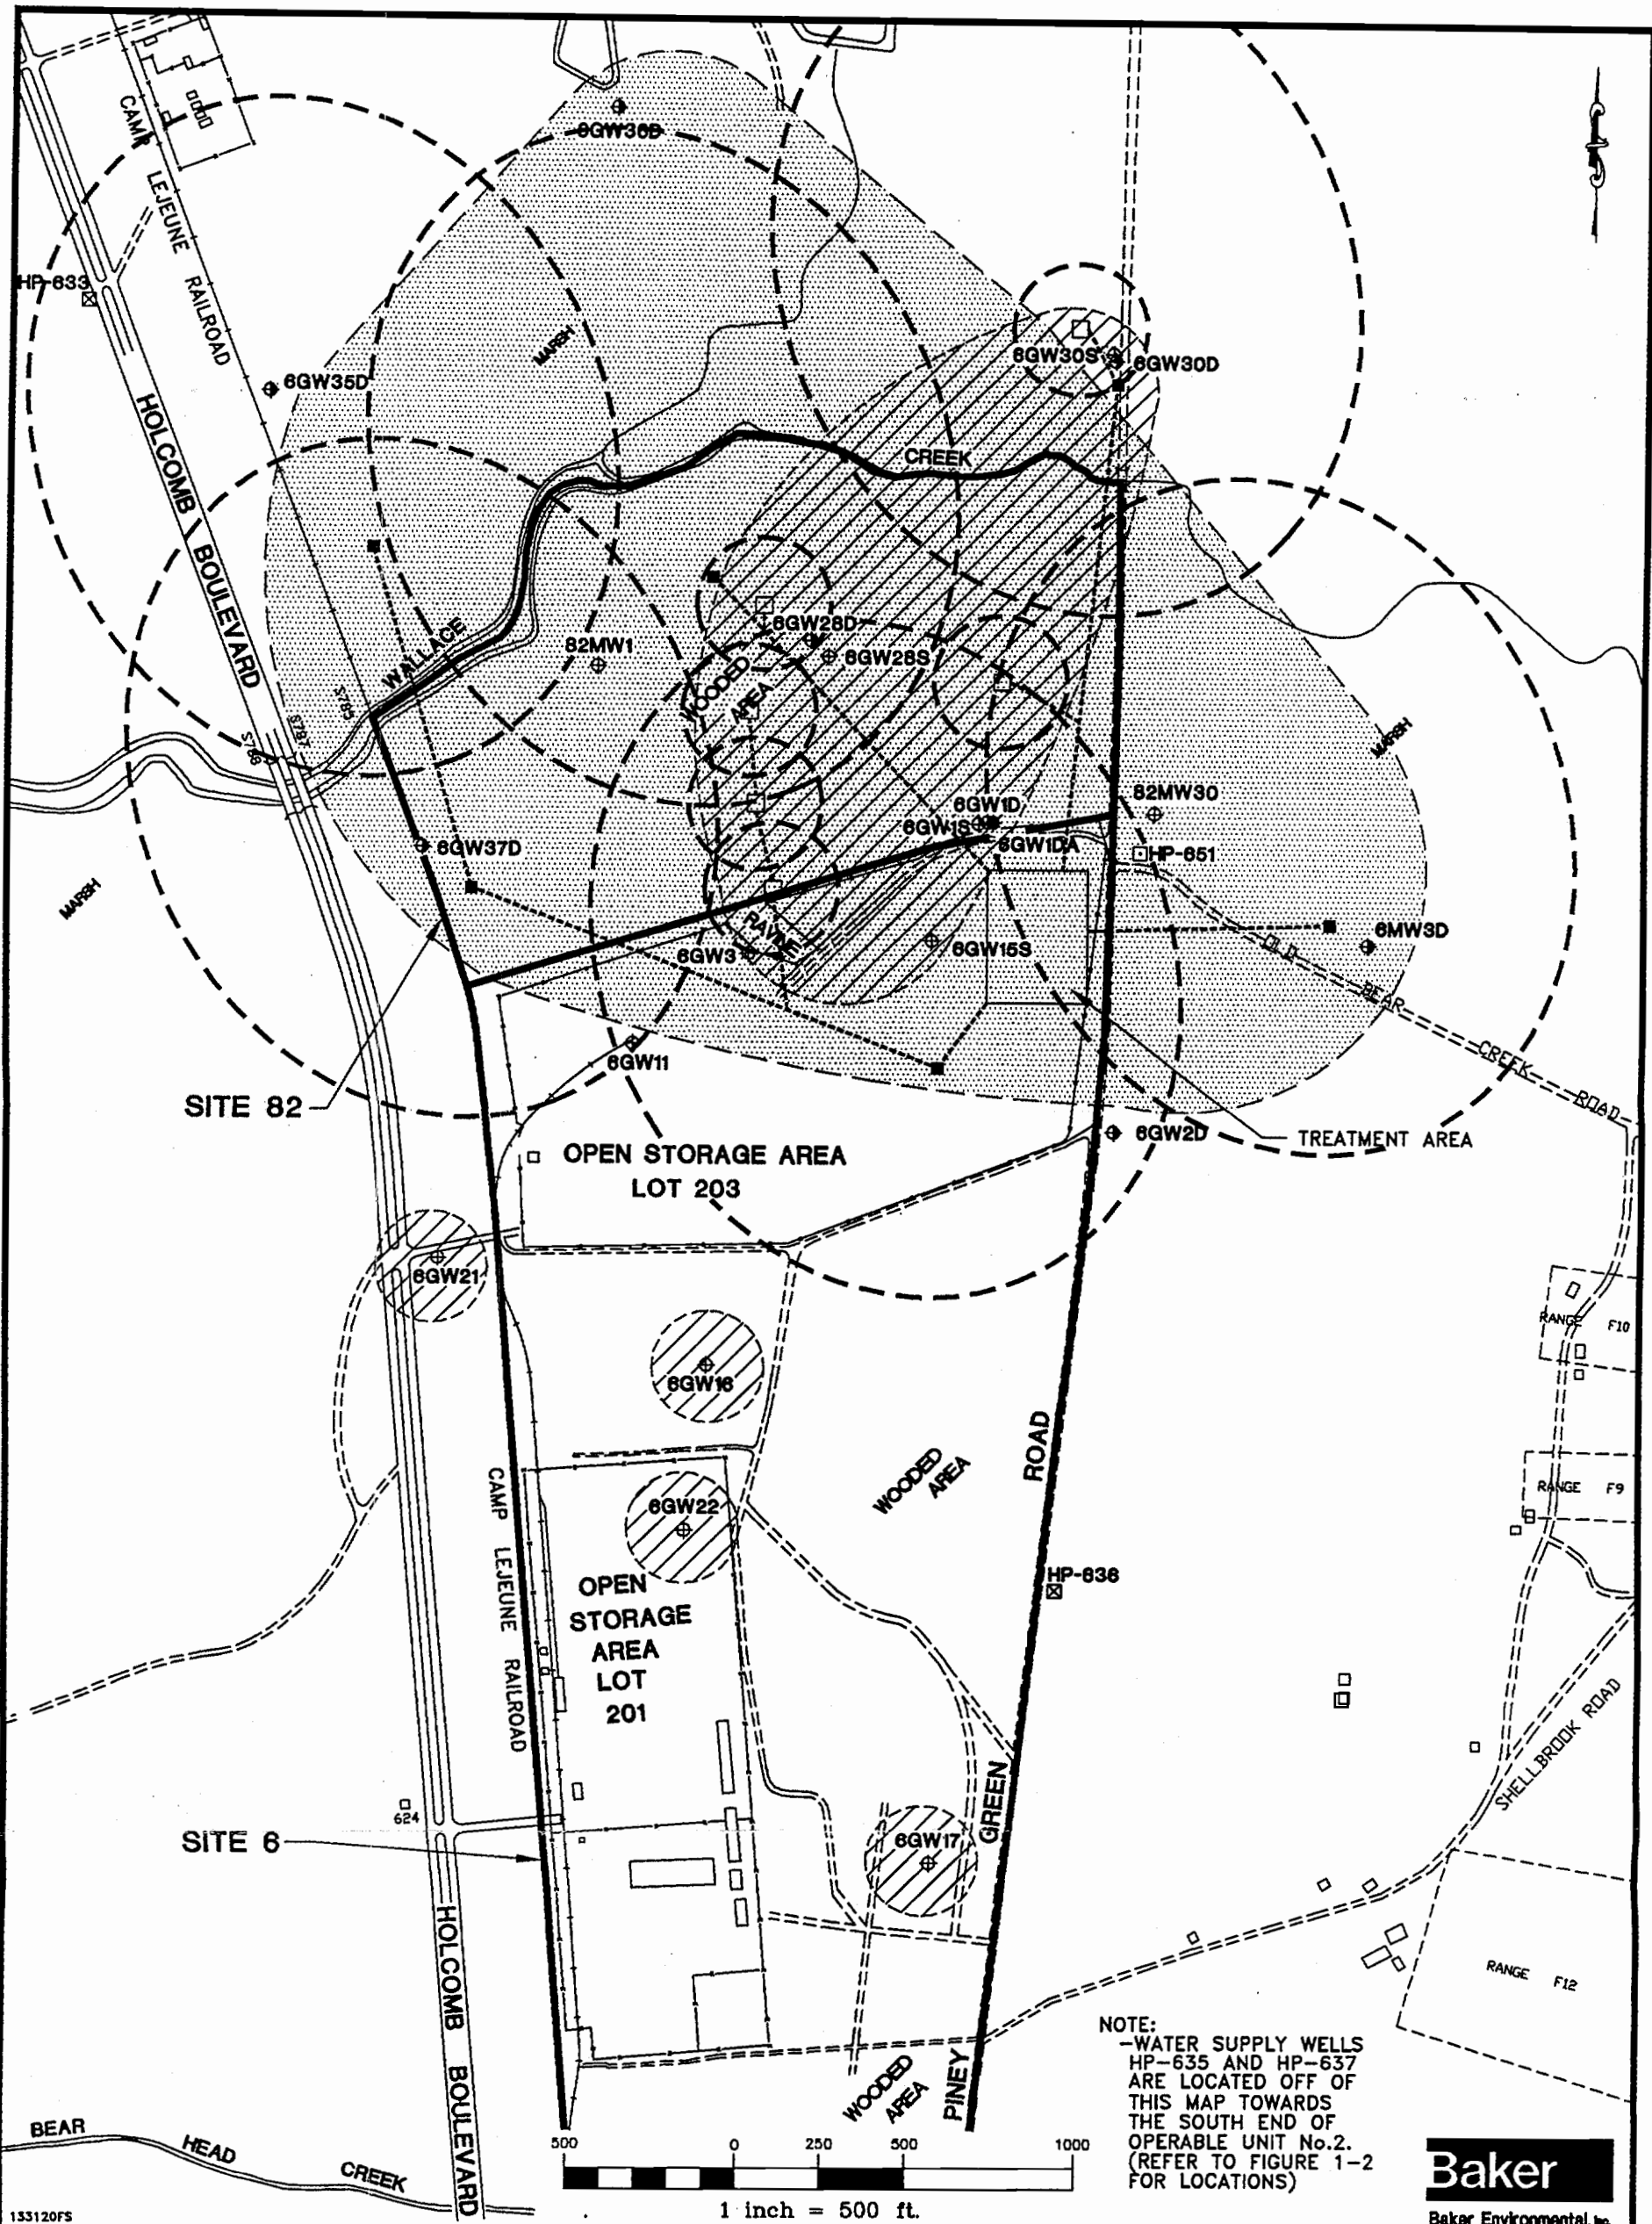 CAMP LEJEUNE RAILROAD
6GW36D
HP-633
MARSH
6GW35D
6GW30S
6GW30D
HOLCOMB BOULEVARD
CREEK
WALLACE
82MW1
6GW28D
6GW28S
WOODED
AREA
S785
S787
S786
MARSH
6GW1D
6GW1S
6GW1DA
82MW30
HP-651
6GW37D
MARSH
RAVINE
6GW3
6GW15S
6MW3D
OLD
BEAR
CREEK
ROAD
6GW11
SITE 82
6GW2D
TREATMENT AREA
OPEN STORAGE AREA
LOT 203
6GW21
RANGE F10
6GW16
ROAD
WOODED
AREA
RANGE F9
6GW22
CAMP LEJEUNE RAILROAD
HP-636
OPEN
STORAGE
AREA
LOT
201
SHELLBROOK ROAD
GREEN
624
SITE 6
6GW17
HOLCOMB BOULEVARD
RANGE F12
WOODED
AREA
PINEY
NOTE:
-WATER SUPPLY WELLS
HP-635 AND HP-637
ARE LOCATED OFF OF
THIS MAP TOWARDS
THE SOUTH END OF
OPERABLE UNIT No.2.
(REFER TO FIGURE 1-2
FOR LOCATIONS)
BEAR HEAD CREEK
500 0 250 500 1000
1 inch = 500 ft.
Baker
Baker Environmental, Inc.
133120FS